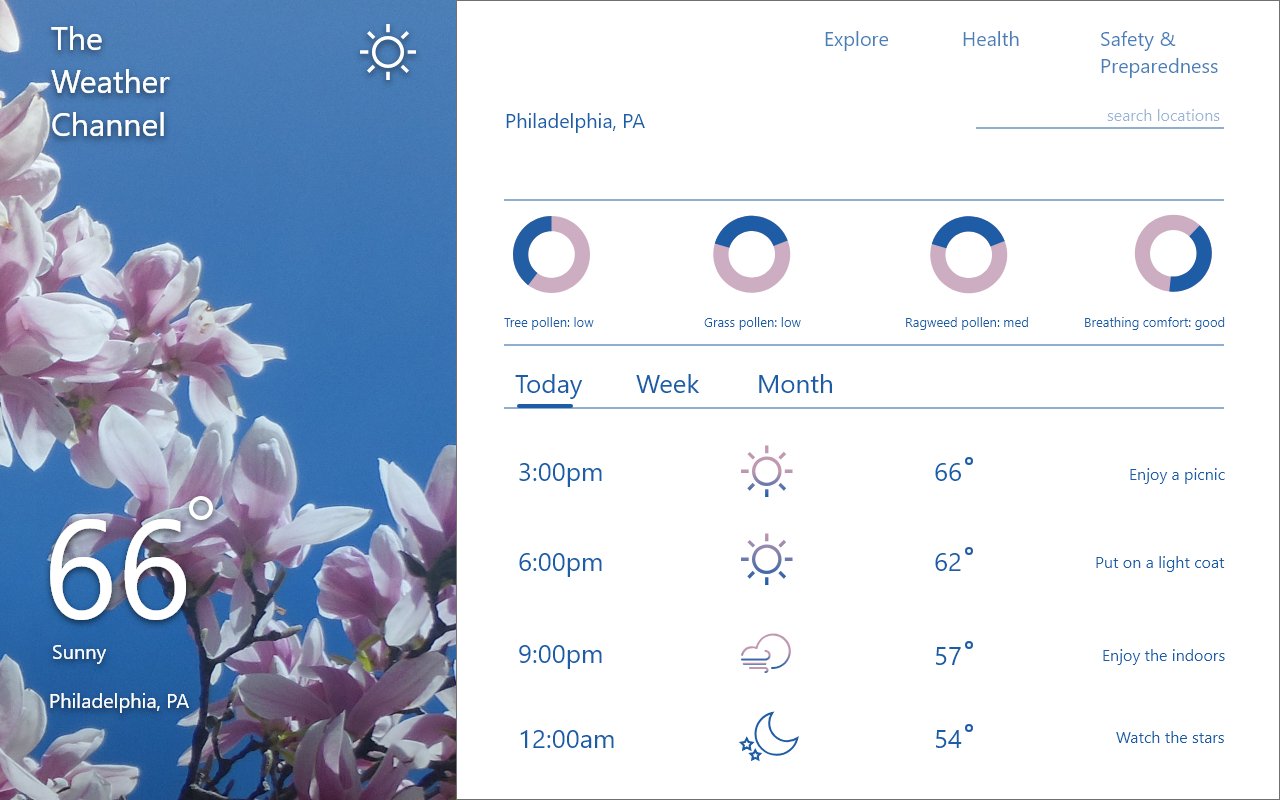 The
Weather
Channel
66°
Sunny
Philadelphia, PA
Explore
Health
Safety &
Preparedness
Philadelphia, PA
search locations
Tree pollen: low
Grass pollen: low
Ragweed pollen: med
Breathing comfort: good
Today
Week
Month
3:00pm
66°
Enjoy a picnic
6:00pm
62°
Put on a light coat
9:00pm
57°
Enjoy the indoors
12:00am
54°
Watch the stars